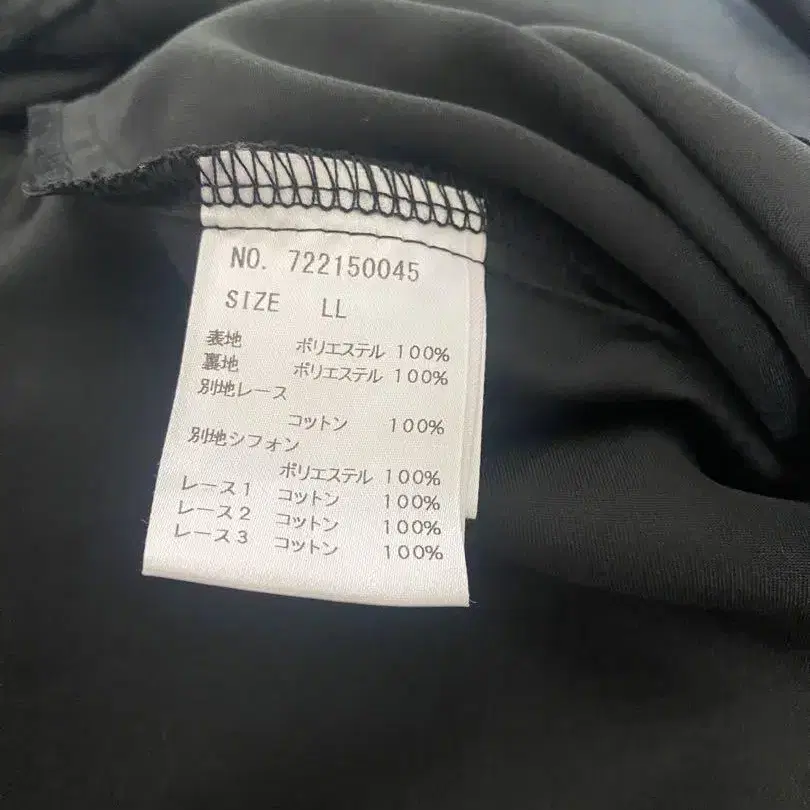 NO. 722150045
SIZE LL
表地 ポリエステル 100%
裏地 ポリエステル 100%
別地レース
コットン 100%
別地シフォン
ポリエステル 100%
レース1 コットン 100%
レース2 コットン 100%
レース3 コットン 100%